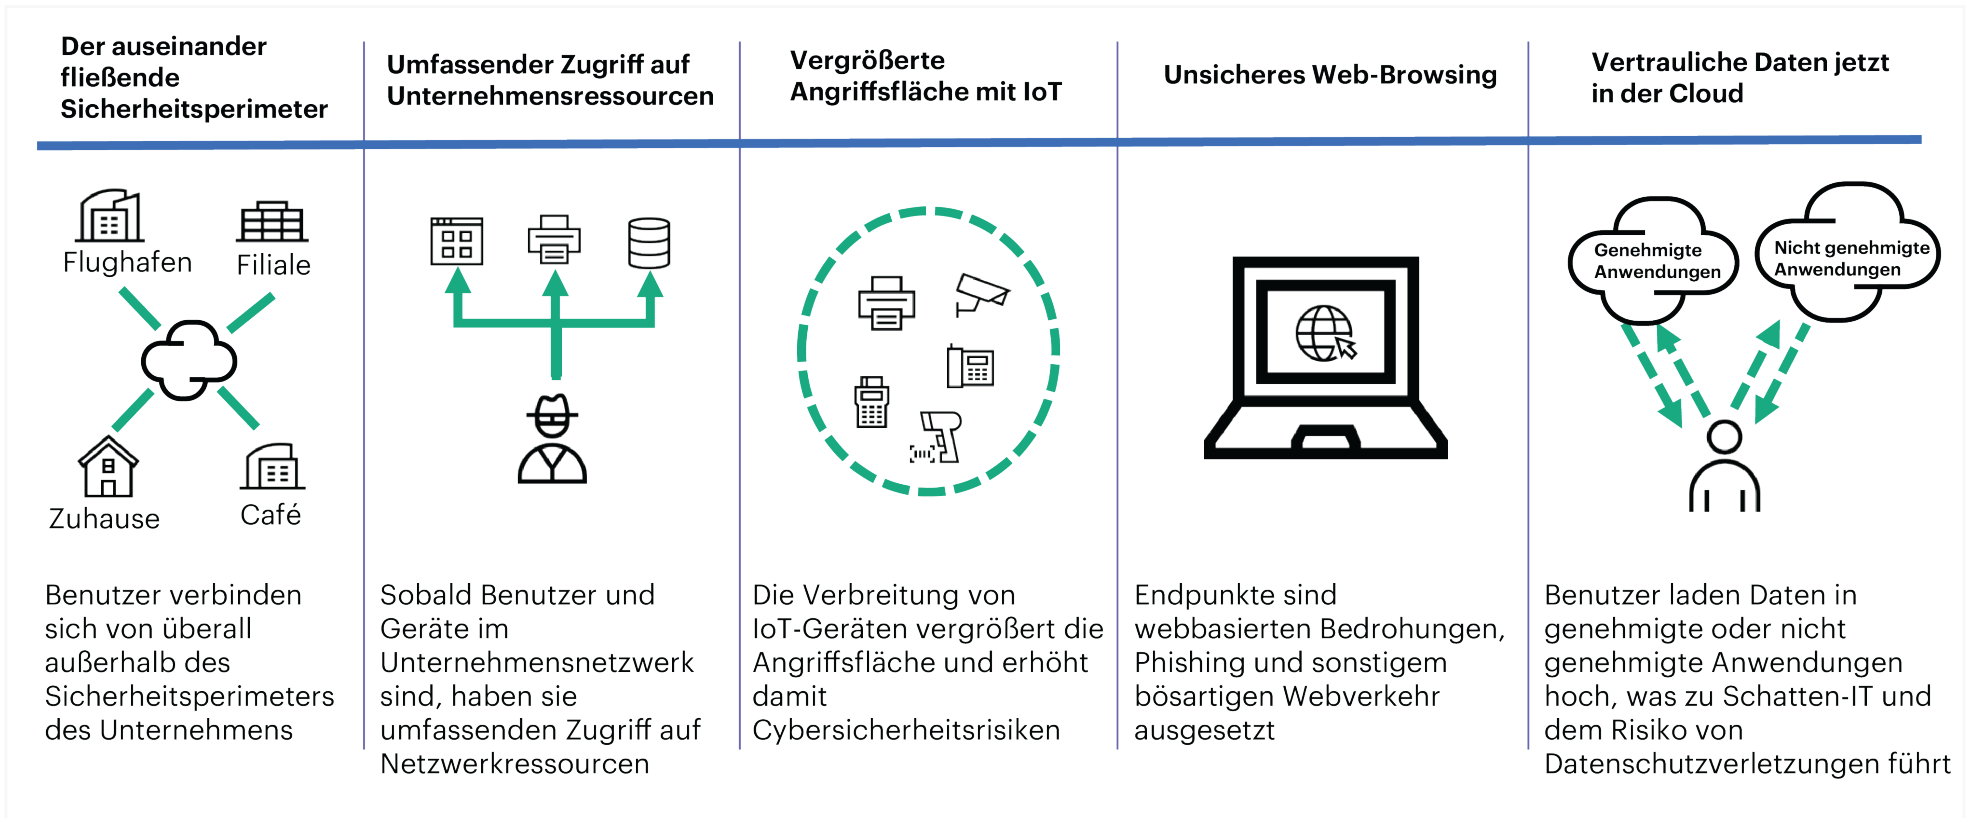 Der auseinander
fließende
Sicherheitsperimeter
Umfassender Zugriff auf
Unternehmensressourcen
Vergrößerte
Angriffsfläche mit IoT
Unsicheres Web-Browsing
Vertrauliche Daten jetzt
in der Cloud
Flughafen
Filiale
Zuhause
Café
Genehmigte
Anwendungen
Nicht genehmigte
Anwendungen
Benutzer verbinden
sich von überall
außerhalb des
Sicherheitsperimeters
des Unternehmens
Sobald Benutzer und
Geräte im
Unternehmensnetzwerk
sind, haben sie
umfassenden Zugriff auf
Netzwerkressourcen
Die Verbreitung von
IoT-Geräten vergrößert die
Angriffsfläche und erhöht
damit
Cybersicherheitsrisiken
Endpunkte sind
webbasierten Bedrohungen,
Phishing und sonstigem
bösartigen Webverkehr
ausgesetzt
Benutzer laden Daten in
genehmigte oder nicht
genehmigte Anwendungen
hoch, was zu Schatten-IT und
dem Risiko von
Datenschutzverletzungen führt